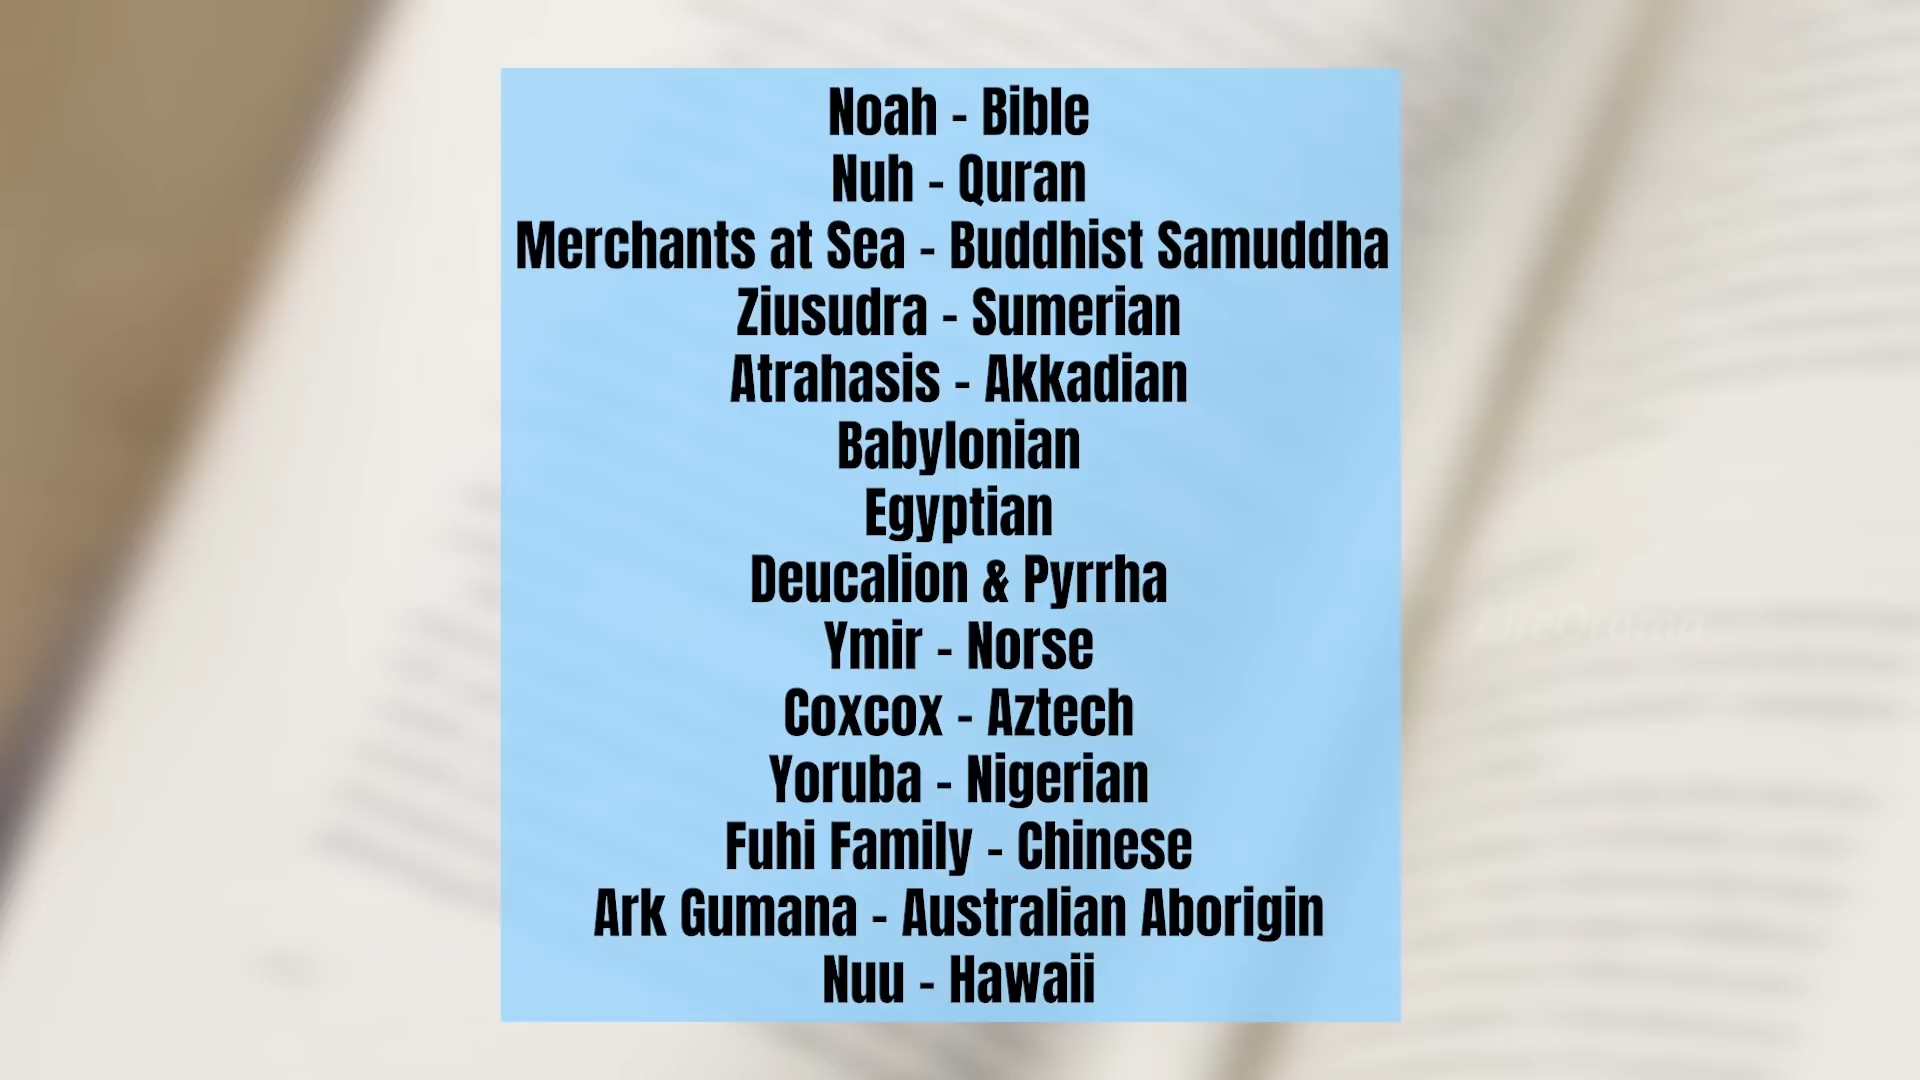 Noah - Bible
Nuh - Quran
Merchants at Sea - Buddhist Samuddha
Ziusudra - Sumerian
Atrahasis - Akkadian
Babylonian
Egyptian
Deucalion & Pyrrha
Ymir - Norse
Coxcox - Aztech
Yoruba - Nigerian
Fuhi Family - Chinese
Ark Gumana - Australian Aborigin
Nuu - Hawaii